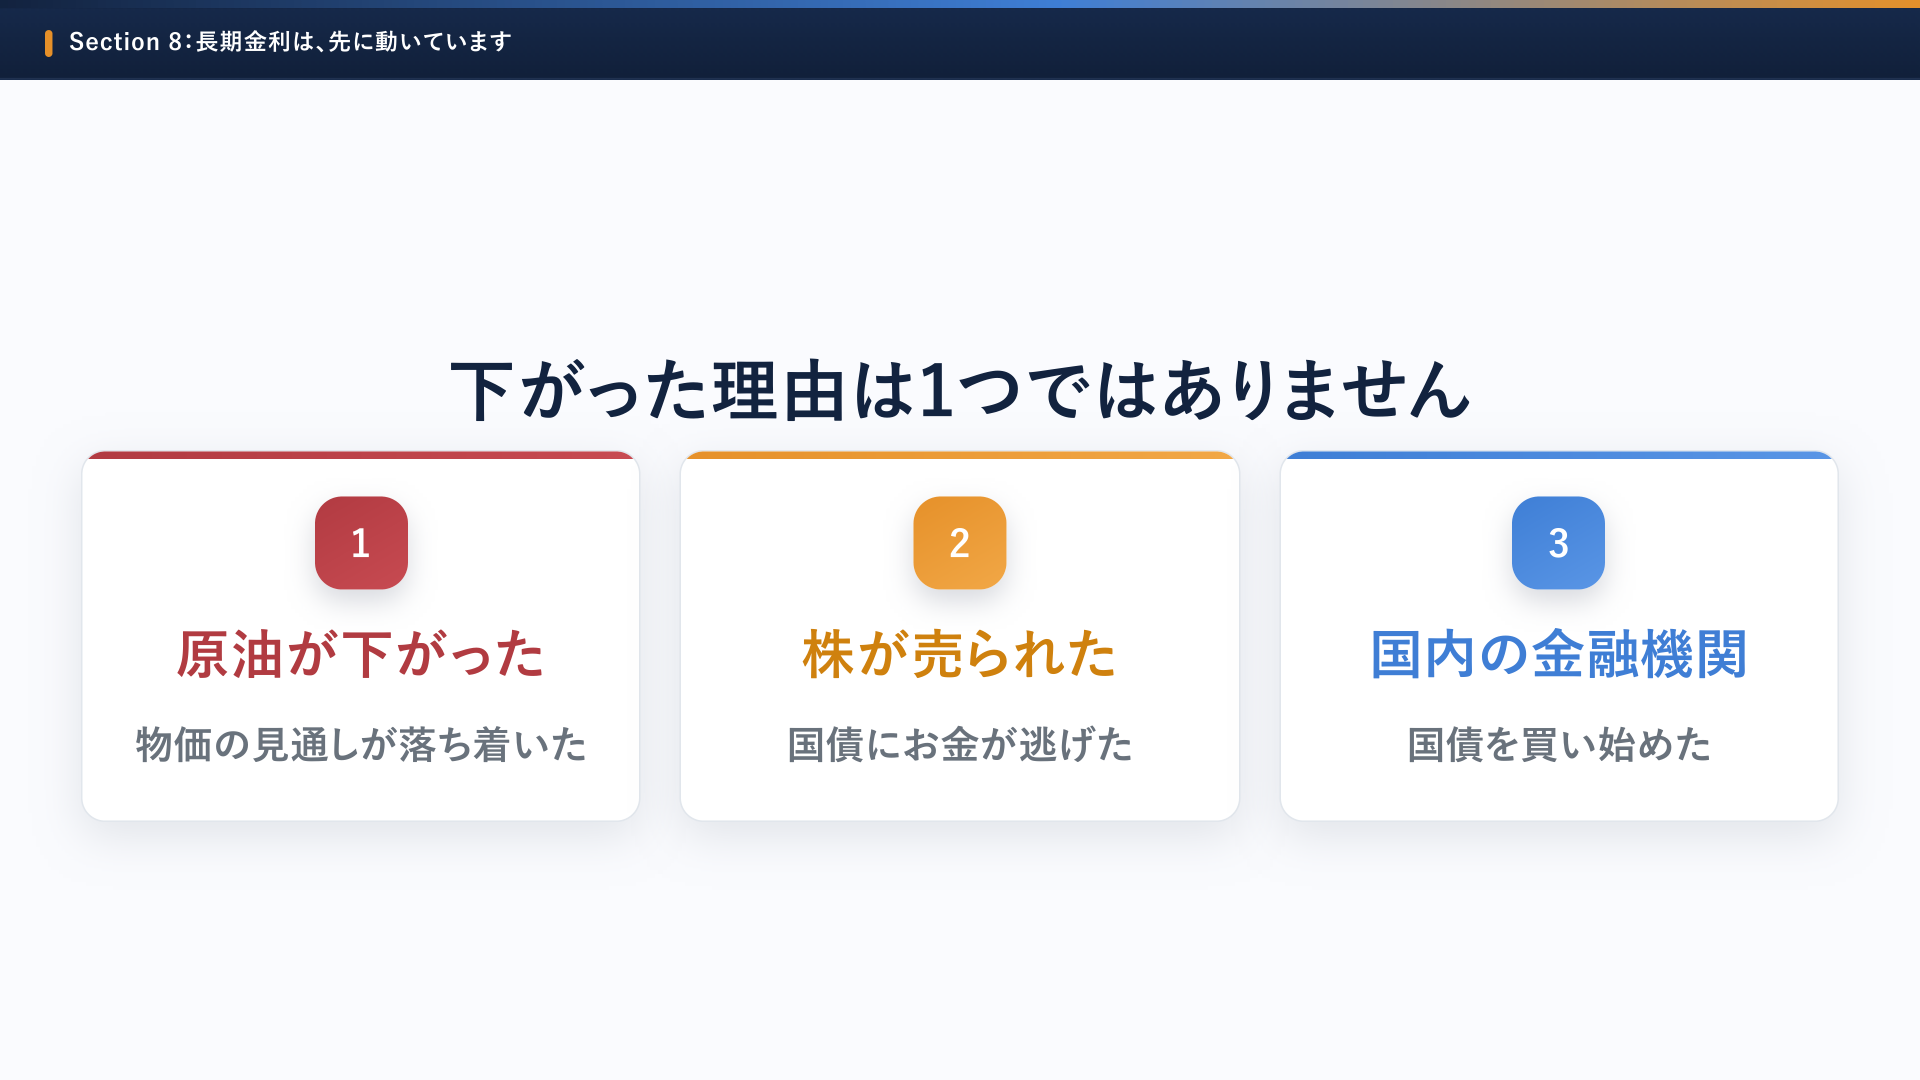 Section 8：長期金利は、先に動いています
下がった理由は1つではありません
1
原油が下がった
物価の見通しが落ち着いた
2
株が売られた
国債にお金が逃げた
3
国内の金融機関
国債を買い始めた